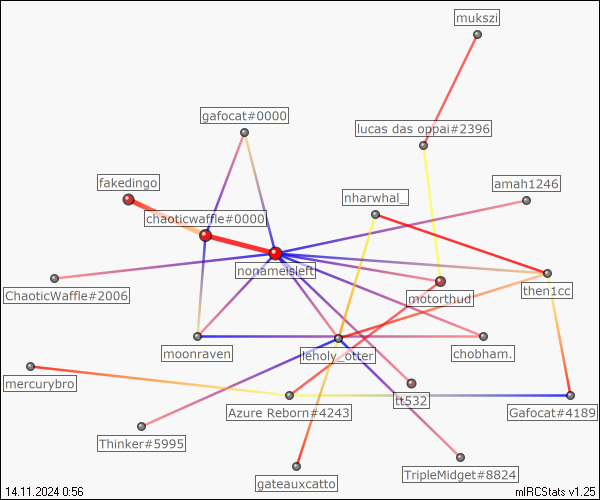 mukszi
gafocat#0000
lucas das oppai#2396
fakedingo
amah1246
nharwhal_
chaoticwaffle#0000
nonameisleft
ChaoticWaffle#2006
then1cc
motorthud
moonraven
leholy_otter
chobham.
mercurybro
tt532
Azure Reborn#4243
Gafocat#4189
Thinker#5995
gateauxcatto
TripleMidget#8824
14.11.2024 0:56
mIRCStats v1.25